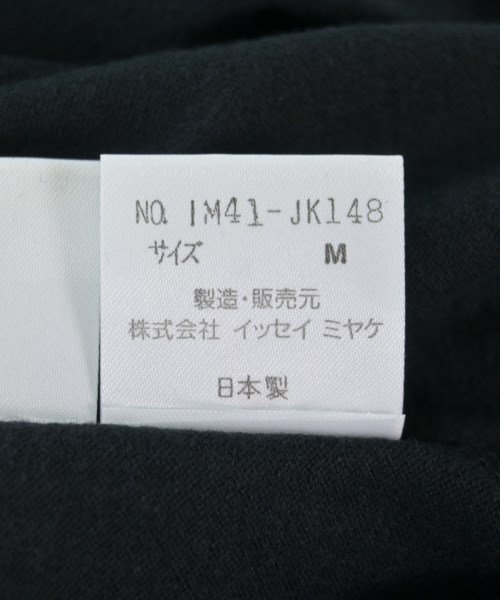 NO. IM41-JK148
サイズ M
製造・販売元
株式会社 イッセイ ミヤケ
日本製